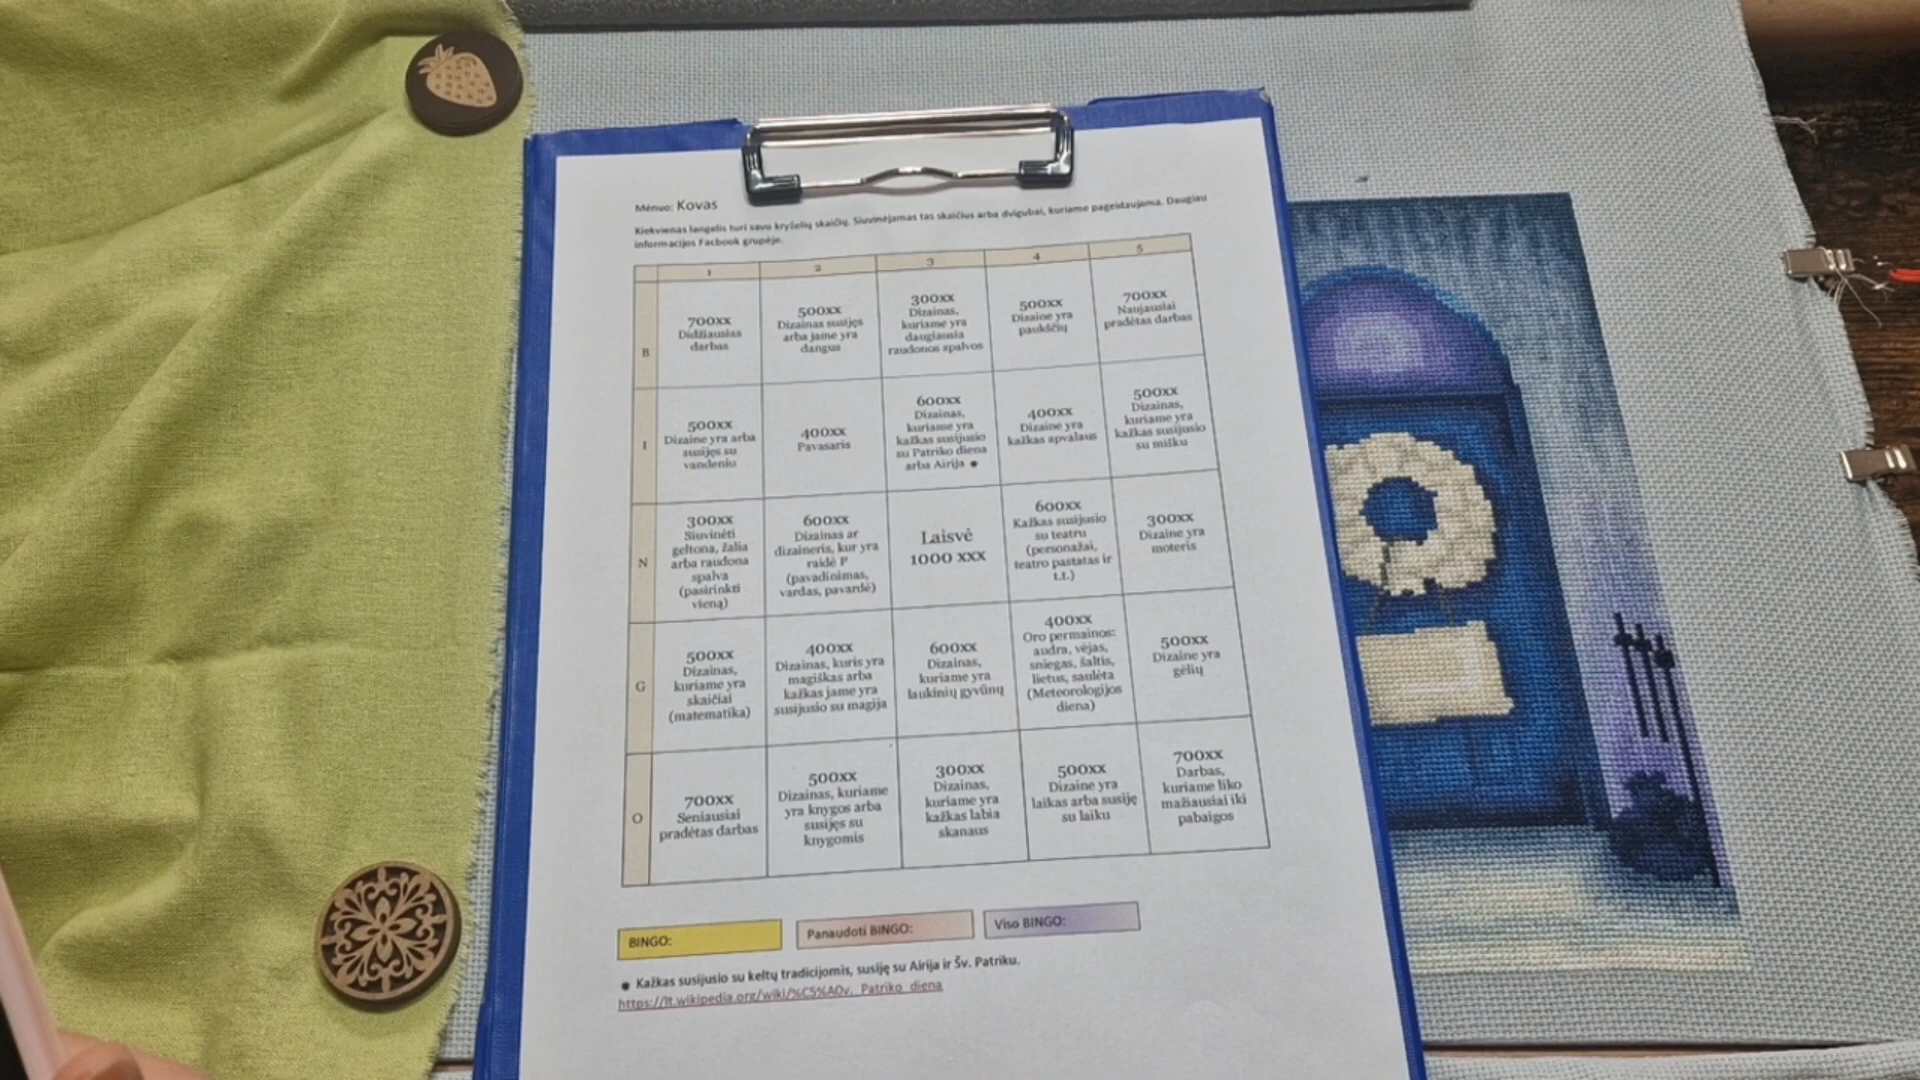 Mėnuo: Kovas
Kiekvienas langelis turi savo kryželių skaičių. Siuvinėjamas tas skaičius arba dvigubai, kuriame pageidaujama. Daugiau
informacijos Facbook grupėje.
1 2 3 4 5
B
700xx
Didžiausias
darbas
500xx
Dizainas susijęs
arba jame yra
dangus
300xx
Dizainas,
kuriame yra
daugiausia
raudonos spalvos
500xx
Dizaine yra
paukščių
700xx
Naujausiai
pradėtas darbas
I
500xx
Dizaine yra arba
susijęs su
vandeniu
400xx
Pavasaris
600xx
Dizainas,
kuriame yra
kažkas susijusio
su Patriko diena
arba Airija ●
400xx
Dizaine yra
kažkas apvalaus
500xx
Dizainas,
kuriame yra
kažkas susijusio
su mišku
N
300xx
Siuvinėti
geltona, žalia
arba raudona
spalva
(pasirinkti
vieną)
600xx
Dizainas ar
dizaineris, kur yra
raidė P
(pavadinimas,
vardas, pavardė)
Laisvė
1000 xxx
600xx
Kažkas susijusio
su teatru
(personažai,
teatro pastatas ir
t.t.)
300xx
Dizaine yra
moteris
G
500xx
Dizainas,
kuriame yra
skaičiai
(matematika)
400xx
Dizainas, kuris yra
magiškas arba
kažkas jame yra
susijusio su magija
600xx
Dizainas,
kuriame yra
laukinių gyvūnų
400xx
Oro permainos:
audra, vėjas,
sniegas, šaltis,
lietus, saulėta
(Meteorologijos
diena)
500xx
Dizaine yra
gėlių
O
700xx
Seniausiai
pradėtas darbas
500xx
Dizainas, kuriame
yra knygos arba
susijęs su
knygomis
300xx
Dizainas,
kuriame yra
kažkas labia
skanaus
500xx
Dizaine yra
laikas arba susiję
su laiku
700xx
Darbas,
kuriame liko
mažiausiai iki
pabaigos
BINGO:
Panaudoti BINGO:
Viso BINGO:
● Kažkas susijusio su keltų tradicijomis, susiję su Airija ir Šv. Patriku.
https://lt.wikipedia.org/wiki/%C5%A0v._Patriko_diena